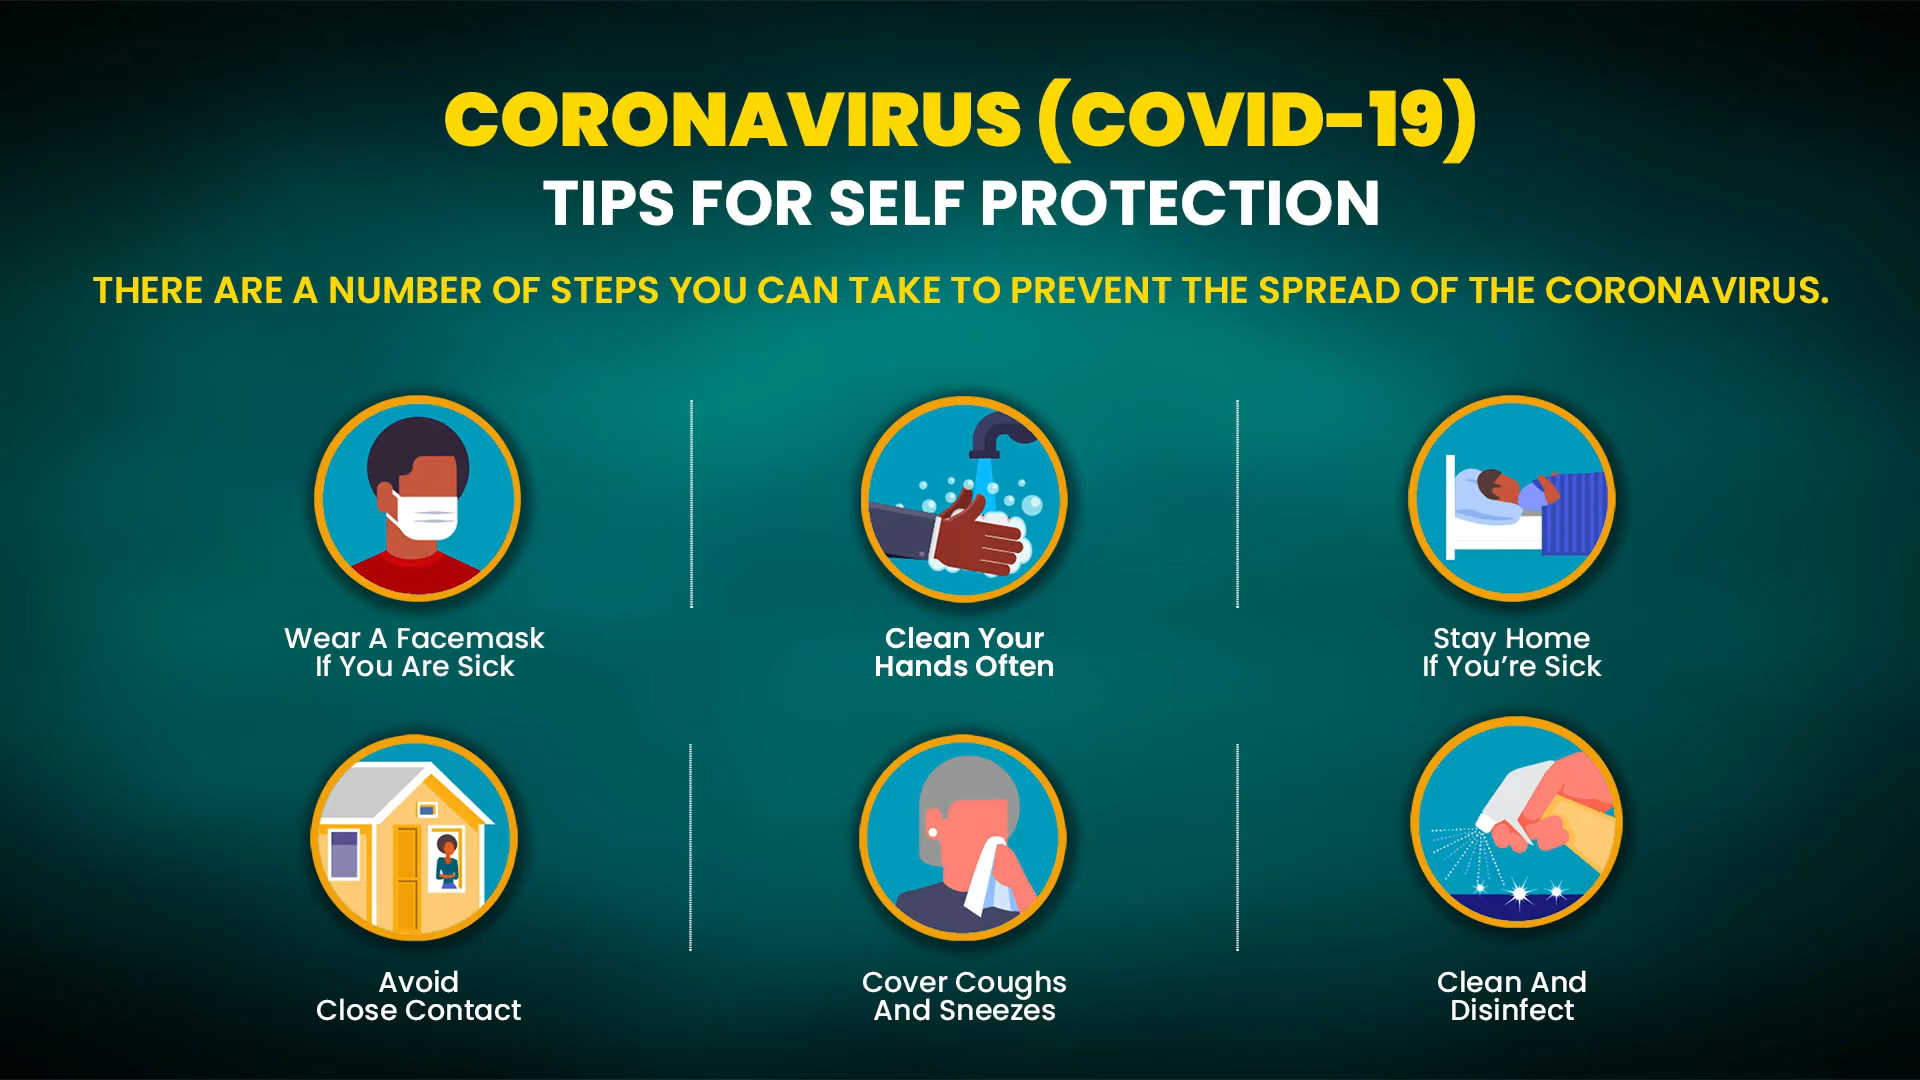 CORONAVIRUS (COVID-19)
TIPS FOR SELF PROTECTION
THERE ARE A NUMBER OF STEPS YOU CAN TAKE TO PREVENT THE SPREAD OF THE CORONAVIRUS.
Wear A Facemask
If You Are Sick
Clean Your
Hands Often
Stay Home
If You’re Sick
Avoid
Close Contact
Cover Coughs
And Sneezes
Clean And
Disinfect